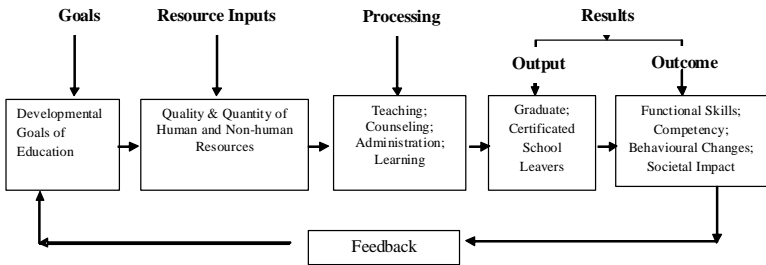 Goals
Resource Inputs
Processing
Results
Output
Outcome
Developmental
Goals of
Education
Quality & Quantity of
Human and Non-human
Resources
Teaching;
Counseling;
Administration;
Learning
Graduate;
Certificated
School
Leavers
Functional Skills;
Competency;
Behavioural Changes;
Societal Impact
Feedback